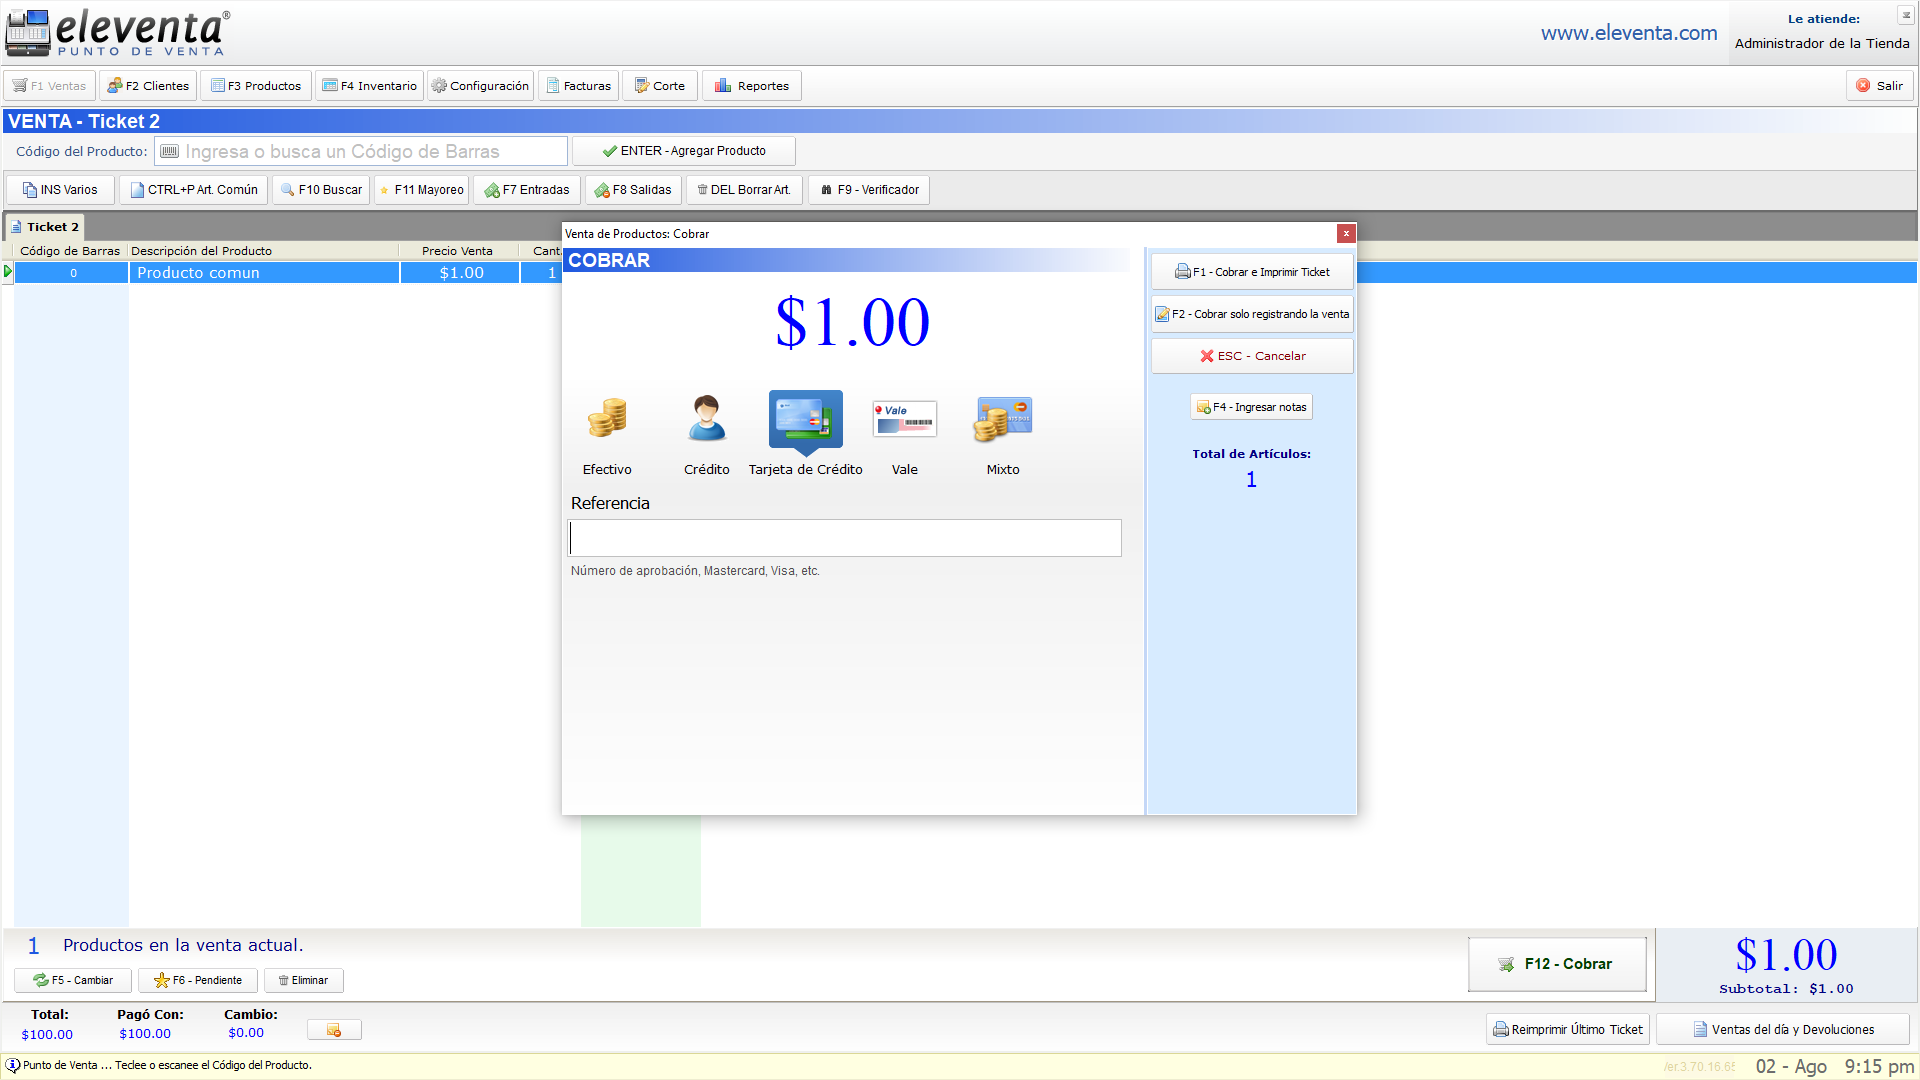 eleventa®
PUNTO DE VENTA
www.eleventa.com
Le atiende:
Administrador de la Tienda
F1 Ventas
F2 Clientes
F3 Productos
F4 Inventario
Configuración
Facturas
Corte
Reportes
Salir
VENTA - Ticket 2
Código del Producto:
Ingresa o busca un Código de Barras
ENTER - Agregar Producto
INS Varios
CTRL+P Art. Común
F10 Buscar
F11 Mayoreo
F7 Entradas
F8 Salidas
DEL Borrar Art.
F9 - Verificador
Ticket 2
Código de Barras
Descripción del Producto
Precio Venta
Cant.
0
Producto comun
$1.00
1
Venta de Productos: Cobrar
COBRAR
$1.00
Vale
Efectivo
Crédito
Tarjeta de Crédito
Vale
Mixto
Referencia
Número de aprobación, Mastercard, Visa, etc.
F1 - Cobrar e Imprimir Ticket
F2 - Cobrar solo registrando la venta
ESC - Cancelar
F4 - Ingresar notas
Total de Artículos:
1
1 Productos en la venta actual.
F5 - Cambiar
F6 - Pendiente
Eliminar
F12 - Cobrar
$1.00
Subtotal: $1.00
Total:
$100.00
Pagó Con:
$100.00
Cambio:
$0.00
Reimprimir Último Ticket
Ventas del día y Devoluciones
Punto de Venta ... Teclee o escanee el Código del Producto.
02 - Ago
9:15 pm